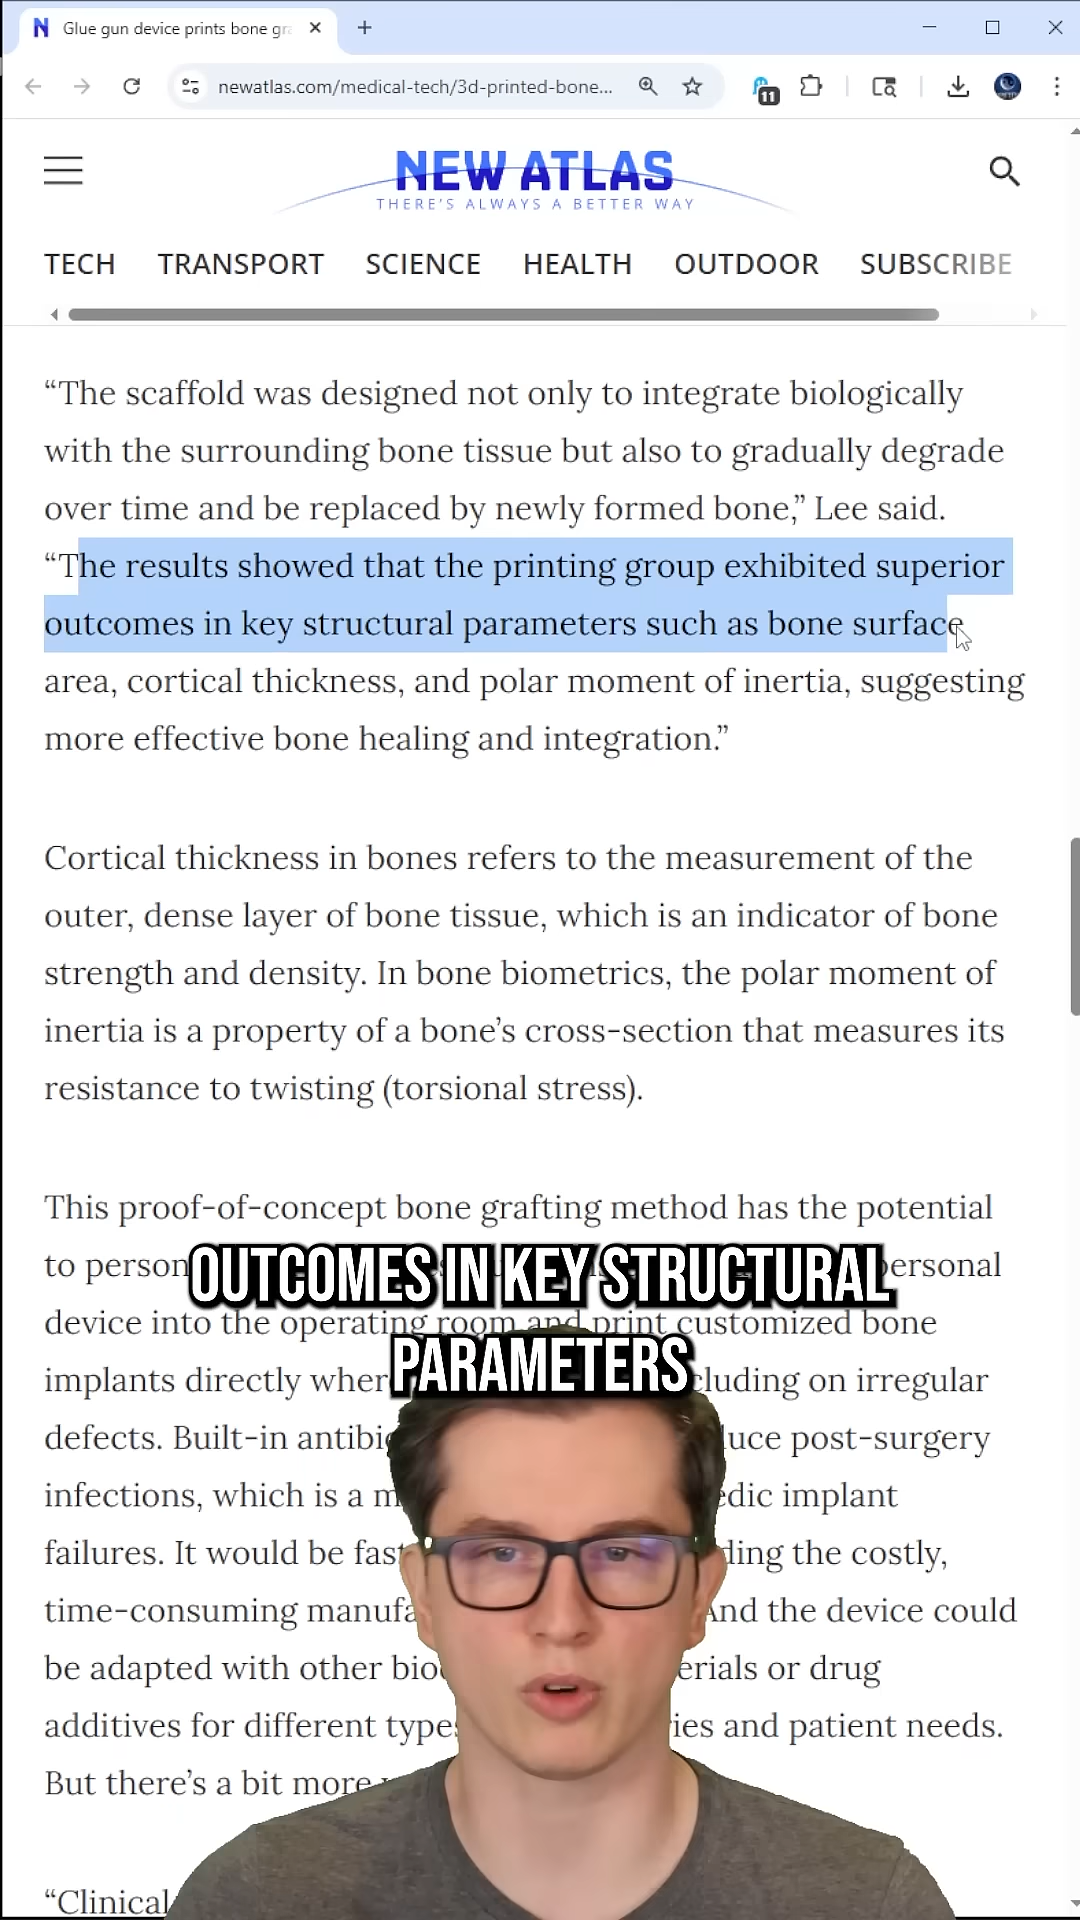 Glue gun device prints bone gr
newatlas.com/medical-tech/3d-printed-bone...
11
NEW ATLAS
THERE'S ALWAYS A BETTER WAY
TECH TRANSPORT SCIENCE HEALTH OUTDOOR SUBSCRIBE
“The scaffold was designed not only to integrate biologically
with the surrounding bone tissue but also to gradually degrade
over time and be replaced by newly formed bone,” Lee said.
“The results showed that the printing group exhibited superior
outcomes in key structural parameters such as bone surface
area, cortical thickness, and polar moment of inertia, suggesting
more effective bone healing and integration.”
Cortical thickness in bones refers to the measurement of the
outer, dense layer of bone tissue, which is an indicator of bone
strength and density. In bone biometrics, the polar moment of
inertia is a property of a bone’s cross-section that measures its
resistance to twisting (torsional stress).
This proof-of-concept bone grafting method has the potential
to person ersonal
OUTCOMES IN KEY STRUCTURAL
device into the operating room and print customized bone
PARAMETERS
implants directly wher cluding on irregular
defects. Built-in antibi uce post-surgery
infections, which is a m edic implant
failures. It would be fast ding the costly,
time-consuming manufa And the device could
be adapted with other bio erials or drug
additives for different types ies and patient needs.
But there’s a bit more
“Clinical